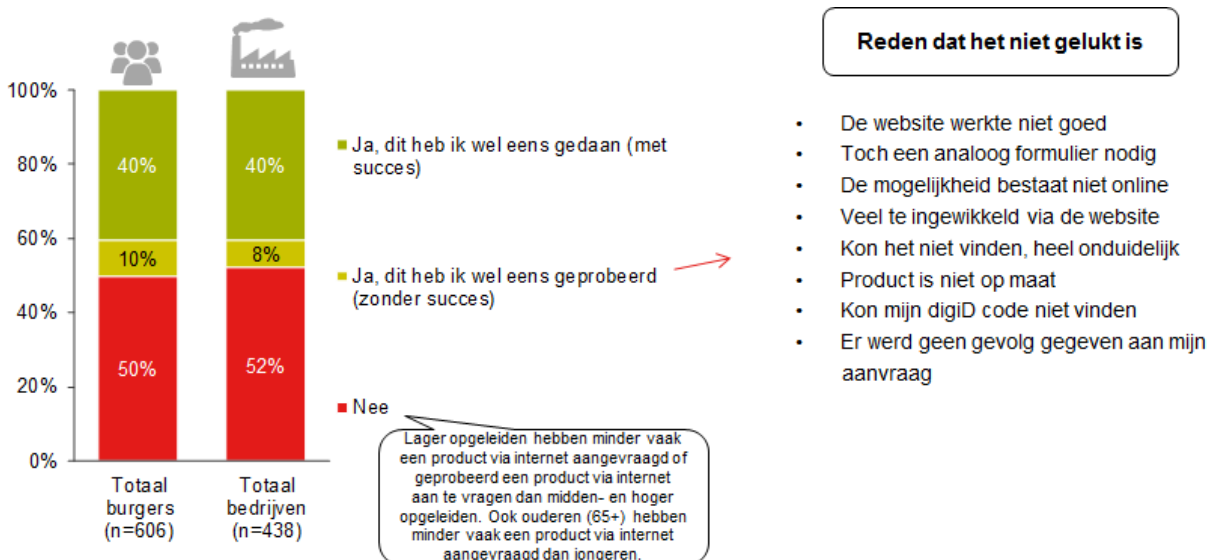 100%
80%
60%
40%
20%
0%
40%
10%
50%
40%
8%
52%
Totaal
burgers
(n=606)
Totaal
bedrijven
(n=438)
Ja, dit heb ik wel eens gedaan (met
succes)
Ja, dit heb ik wel eens geprobeerd
(zonder succes)
Nee
Lager opgeleiden hebben minder vaak
een product via internet aangevraagd of
geprobeerd een product via internet
aan te vragen dan midden- en hoger
opgeleiden. Ook ouderen (65+) hebben
minder vaak een product via internet
aangevraagd dan jongeren.
Reden dat het niet gelukt is
• De website werkte niet goed
• Toch een analoog formulier nodig
• De mogelijkheid bestaat niet online
• Veel te ingewikkeld via de website
• Kon het niet vinden, heel onduidelijk
• Product is niet op maat
• Kon mijn digiD code niet vinden
• Er werd geen gevolg gegeven aan mijn
aanvraag